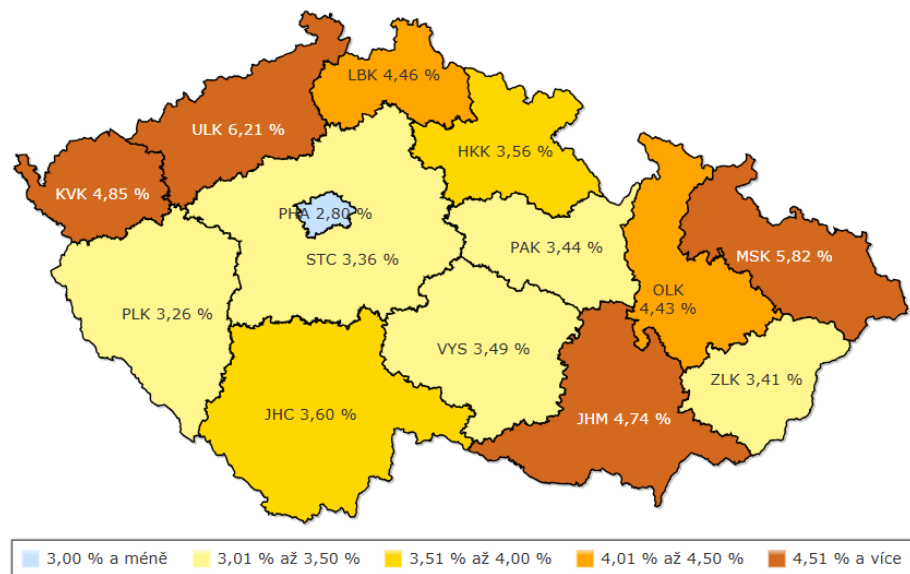 LBK 4,46 %
ULK 6,21 %
HKK 3,56 %
KVK 4,85 %
PHA 2,80 %
PAK 3,44 %
STC 3,36 %
MSK 5,82 %
OLK
4,43 %
PLK 3,26 %
VYS 3,49 %
ZLK 3,41 %
JHC 3,60 %
JHM 4,74 %
3,00 % a méně 3,01 % až 3,50 % 3,51 % až 4,00 % 4,01 % až 4,50 % 4,51 % a více